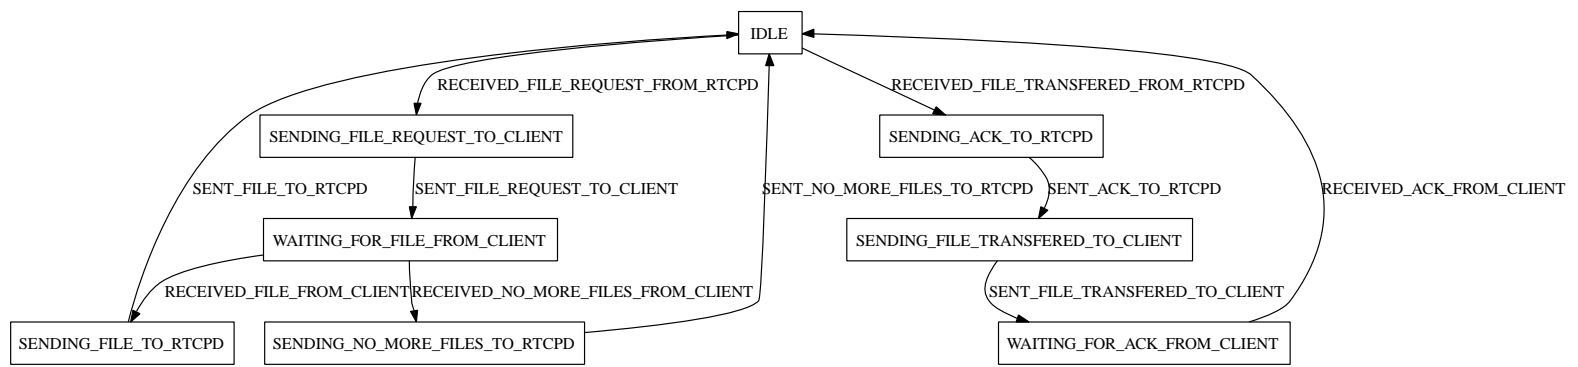 IDLE
RECEIVED_FILE_REQUEST_FROM_RTCPD
RECEIVED_FILE_TRANSFERED_FROM_RTCPD
SENDING_FILE_REQUEST_TO_CLIENT
SENDING_ACK_TO_RTCPD
SENT_FILE_TO_RTCPD
SENT_FILE_REQUEST_TO_CLIENT
SENT_NO_MORE_FILES_TO_RTCPD
SENT_ACK_TO_RTCPD
RECEIVED_ACK_FROM_CLIENT
WAITING_FOR_FILE_FROM_CLIENT
SENDING_FILE_TRANSFERED_TO_CLIENT
RECEIVED_FILE_FROM_CLIENT
RECEIVED_NO_MORE_FILES_FROM_CLIENT
SENT_FILE_TRANSFERED_TO_CLIENT
SENDING_FILE_TO_RTCPD
SENDING_NO_MORE_FILES_TO_RTCPD
WAITING_FOR_ACK_FROM_CLIENT